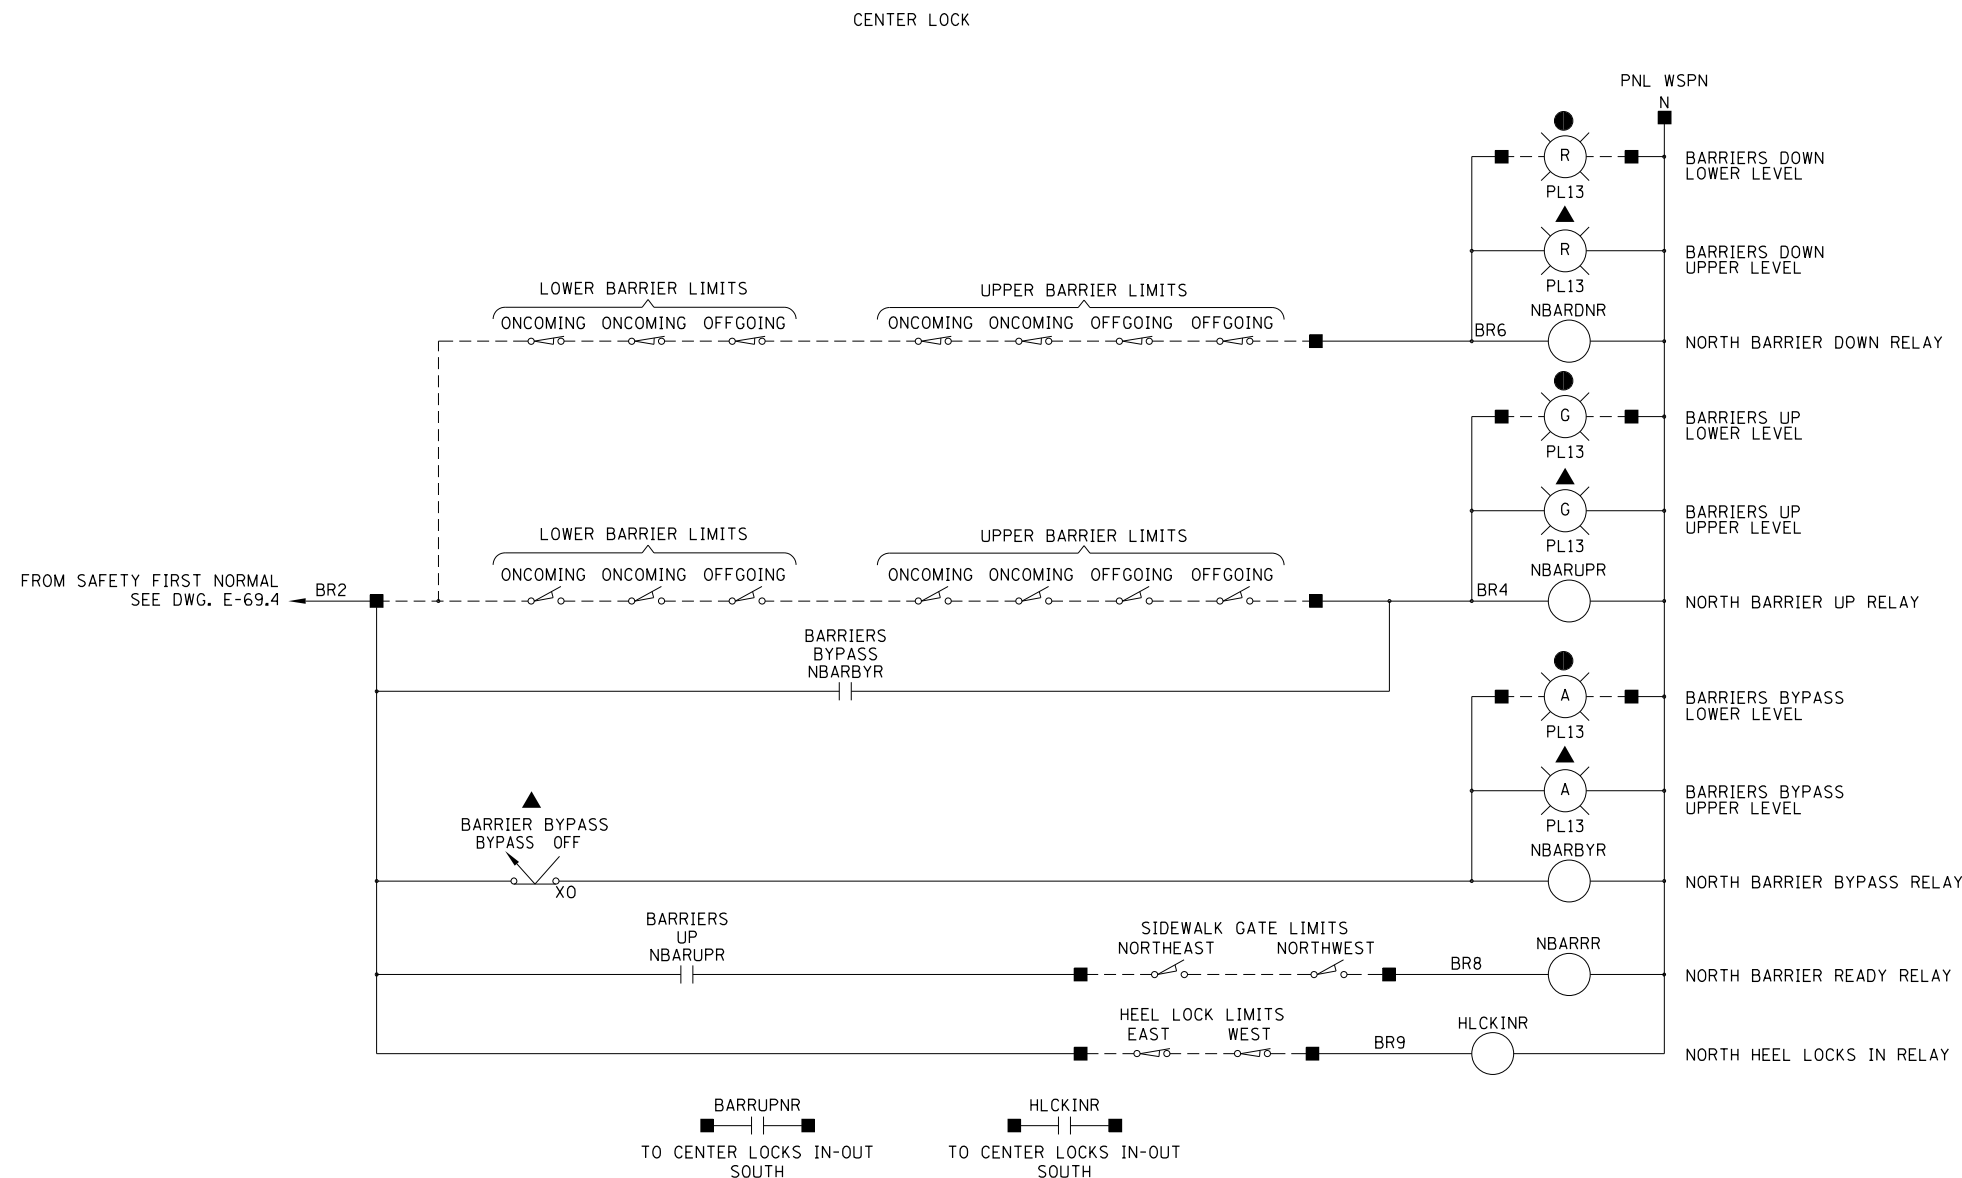 CENTER LOCK
PNL WSPN
N
R
PL13
BARRIERS DOWN
LOWER LEVEL
R
PL13
BARRIERS DOWN
UPPER LEVEL
LOWER BARRIER LIMITS
UPPER BARRIER LIMITS
ONCOMING ONCOMING OFFGOING
ONCOMING ONCOMING OFFGOING OFFGOING
NBARDNR
BR6
NORTH BARRIER DOWN RELAY
G
PL13
BARRIERS UP
LOWER LEVEL
G
PL13
BARRIERS UP
UPPER LEVEL
LOWER BARRIER LIMITS
UPPER BARRIER LIMITS
ONCOMING ONCOMING OFFGOING
ONCOMING ONCOMING OFFGOING OFFGOING
NBARUPR
FROM SAFETY FIRST NORMAL
SEE DWG. E-69.4
BR2
BR4
NORTH BARRIER UP RELAY
BARRIERS
BYPASS
NBARBYR
A
PL13
BARRIERS BYPASS
LOWER LEVEL
A
PL13
BARRIERS BYPASS
UPPER LEVEL
BARRIER BYPASS
BYPASS OFF
XO
NBARBYR
NORTH BARRIER BYPASS RELAY
BARRIERS
UP
NBARUPR
SIDEWALK GATE LIMITS
NORTHEAST NORTHWEST
BR8
NBARRR
NORTH BARRIER READY RELAY
HEEL LOCK LIMITS
EAST WEST
BR9
HLCKINR
NORTH HEEL LOCKS IN RELAY
BARRUPNR
TO CENTER LOCKS IN-OUT
SOUTH
HLCKINR
TO CENTER LOCKS IN-OUT
SOUTH